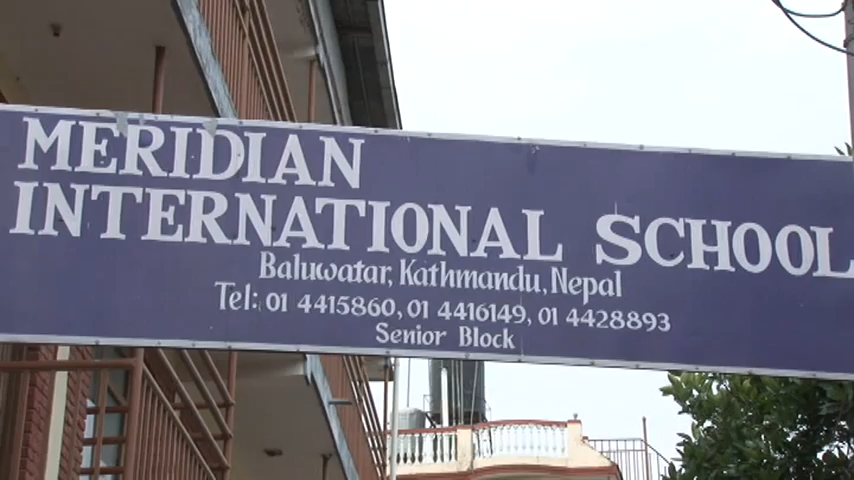 MERIDIAN
INTERNATIONAL SCHOOL
Baluwatar, Kathmandu, Nepal
Tel: 01 4415860, 01 4416149, 01 4428893
Senior Block